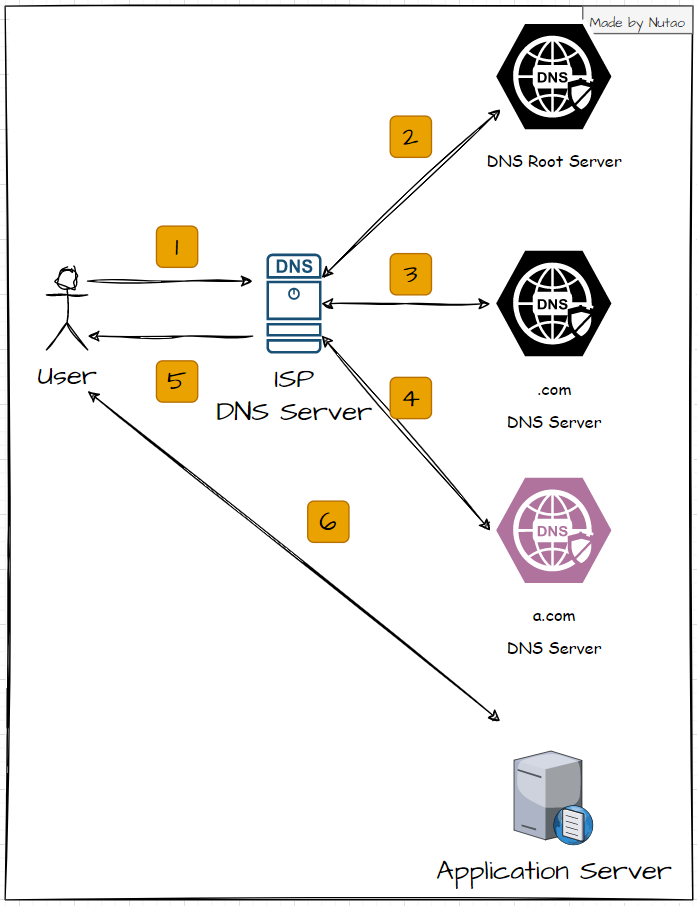 Made by Nutao
DNS
DNS Root Server
2
1
DNS
3
DNS
User
5
ISP
DNS Server
4
.com
DNS Server
6
DNS
a.com
DNS Server
Application Server